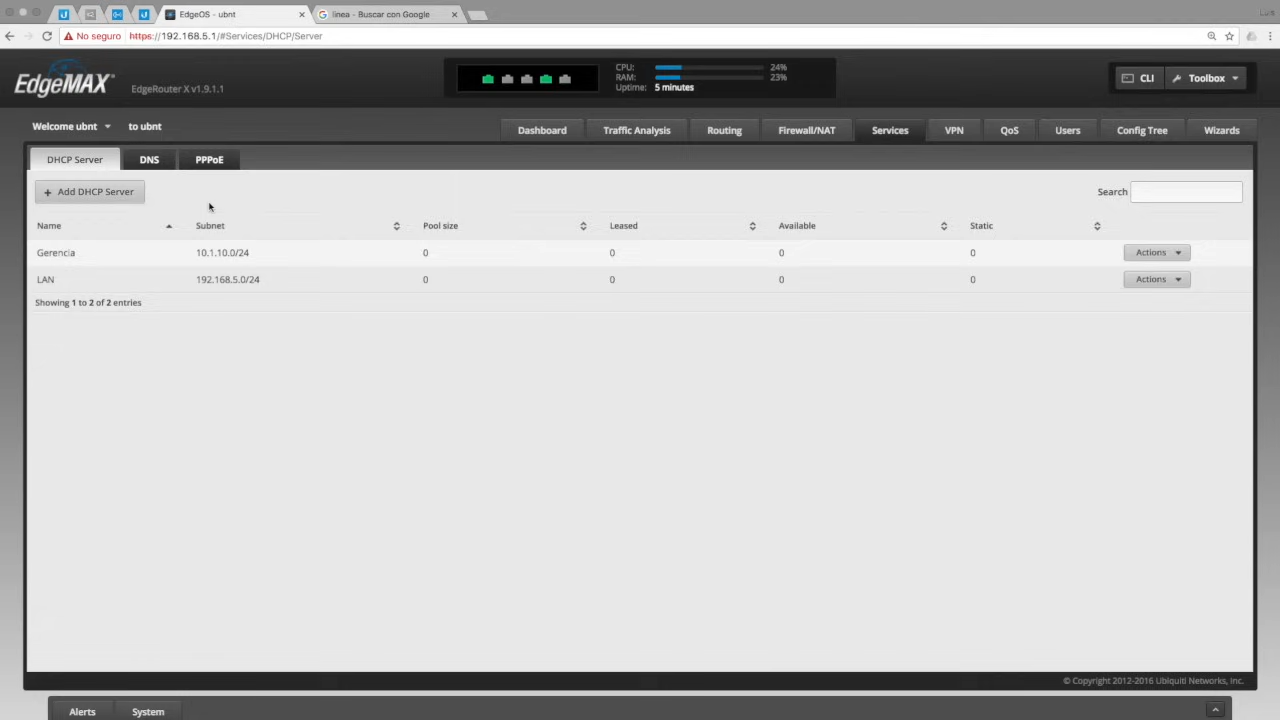 EdgeOS - ubnt
linea - Buscar con Google
Luis
No seguro https://192.168.5.1/#Services/DHCP/Server
EdgeMAX
EdgeRouter X v1.9.1.1
CPU: 24%
RAM: 23%
Uptime: 5 minutes
CLI
Toolbox
Welcome ubnt to ubnt
Dashboard Traffic Analysis Routing Firewall/NAT Services VPN QoS Users Config Tree Wizards
DHCP Server DNS PPPoE
+ Add DHCP Server
Search
Name Subnet Pool size Leased Available Static
Gerencia 10.1.10.0/24 0 0 0 0 Actions
LAN 192.168.5.0/24 0 0 0 0 Actions
Showing 1 to 2 of 2 entries
© Copyright 2012-2016 Ubiquiti Networks, Inc.
Alerts System